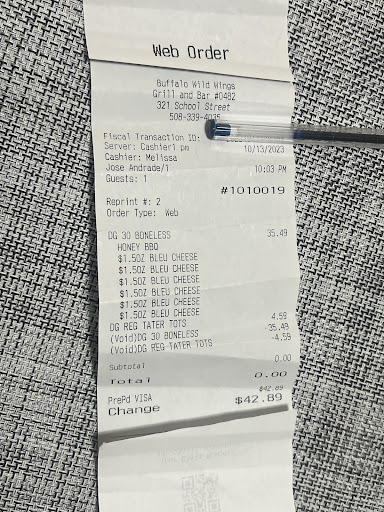 Web Order
Buffalo Wild Wings
Grill and Bar #0482
321 School Street
508-339-4035
Fiscal Transaction ID:
Server: Cashier1 pm 10/13/2023
Cashier: Melissa
Jose Andrade/1 10:03 PM
Guests: 1
#1010019
Reprint #: 2
Order Type: Web
DG 30 BONELESS 35.49
HONEY BBQ
$1.50Z BLEU CHEESE
$1.50Z BLEU CHEESE
$1.50Z BLEU CHEESE
$1.50Z BLEU CHEESE
$1.50Z BLEU CHEESE
$1.50Z BLEU CHEESE
DG REG TATER TOTS 4.59
(Void)DG 30 BONELESS -35.49
(Void)DG REG TATER TOTS -4.59
Subtotal 0.00
Total 0.00
PrePd VISA $42.89
Change $42.89